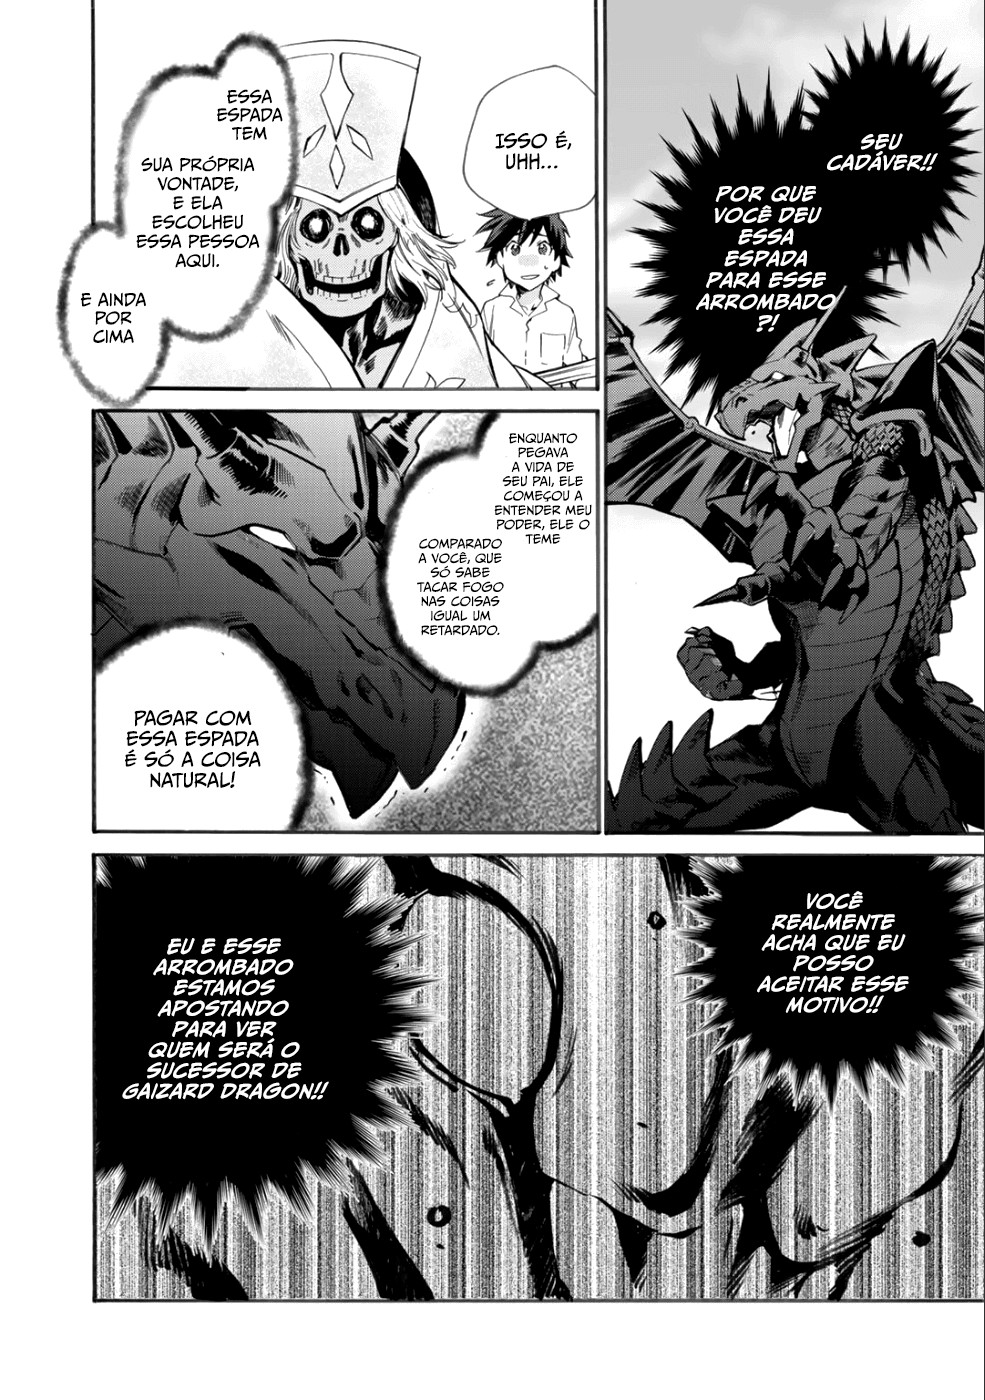 SEU
CADÁVER!!
POR QUE
VOCÊ DEU
ESSA
ESPADA
PARA ESSE
ARROMBADO
?!
ISSO É,
UHH...
ESSA
ESPADA
TEM
SUA PRÓPRIA
VONTADE,
E ELA
ESCOLHEU
ESSA PESSOA
AQUI.
E AINDA
POR
CIMA
ENQUANTO
PEGAVA
A VIDA DE
SEU PAI, ELE
COMEÇOU A
ENTENDER MEU
PODER, ELE O
TEME
COMPARADO
A VOCÊ, QUE
SÓ SABE
TACAR FOGO
NAS COISAS
IGUAL UM
RETARDADO.
PAGAR COM
ESSA ESPADA
É SÓ A COISA
NATURAL!
VOCÊ
REALMENTE
ACHA QUE EU
POSSO
ACEITAR ESSE
MOTIVO!!
EU E ESSE
ARROMBADO
ESTAMOS
APOSTANDO
PARA VER
QUEM SERÁ O
SUCESSOR DE
GAIZARD DRAGON!!